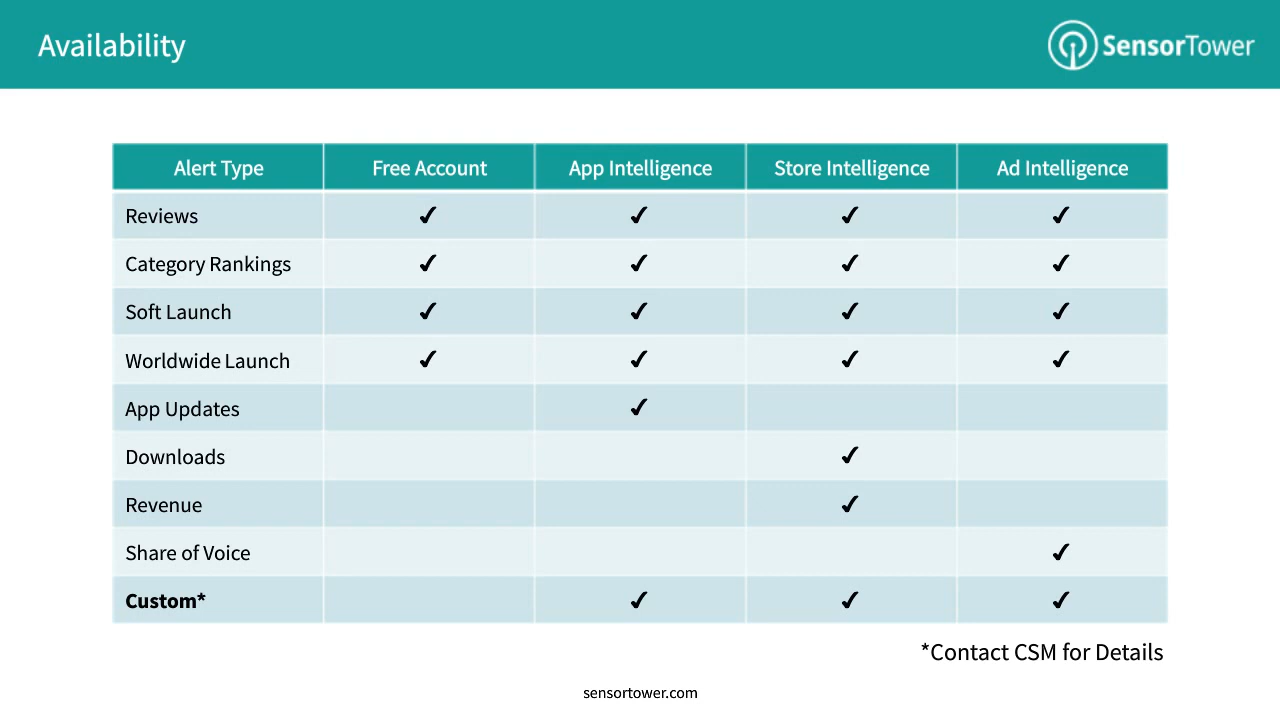 Availability
SensorTower
Alert Type Free Account App Intelligence Store Intelligence Ad Intelligence
Reviews ✔ ✔ ✔ ✔
Category Rankings ✔ ✔ ✔ ✔
Soft Launch ✔ ✔ ✔ ✔
Worldwide Launch ✔ ✔ ✔ ✔
App Updates ✔
Downloads ✔
Revenue ✔
Share of Voice ✔
Custom* ✔ ✔ ✔
*Contact CSM for Details
sensortower.com